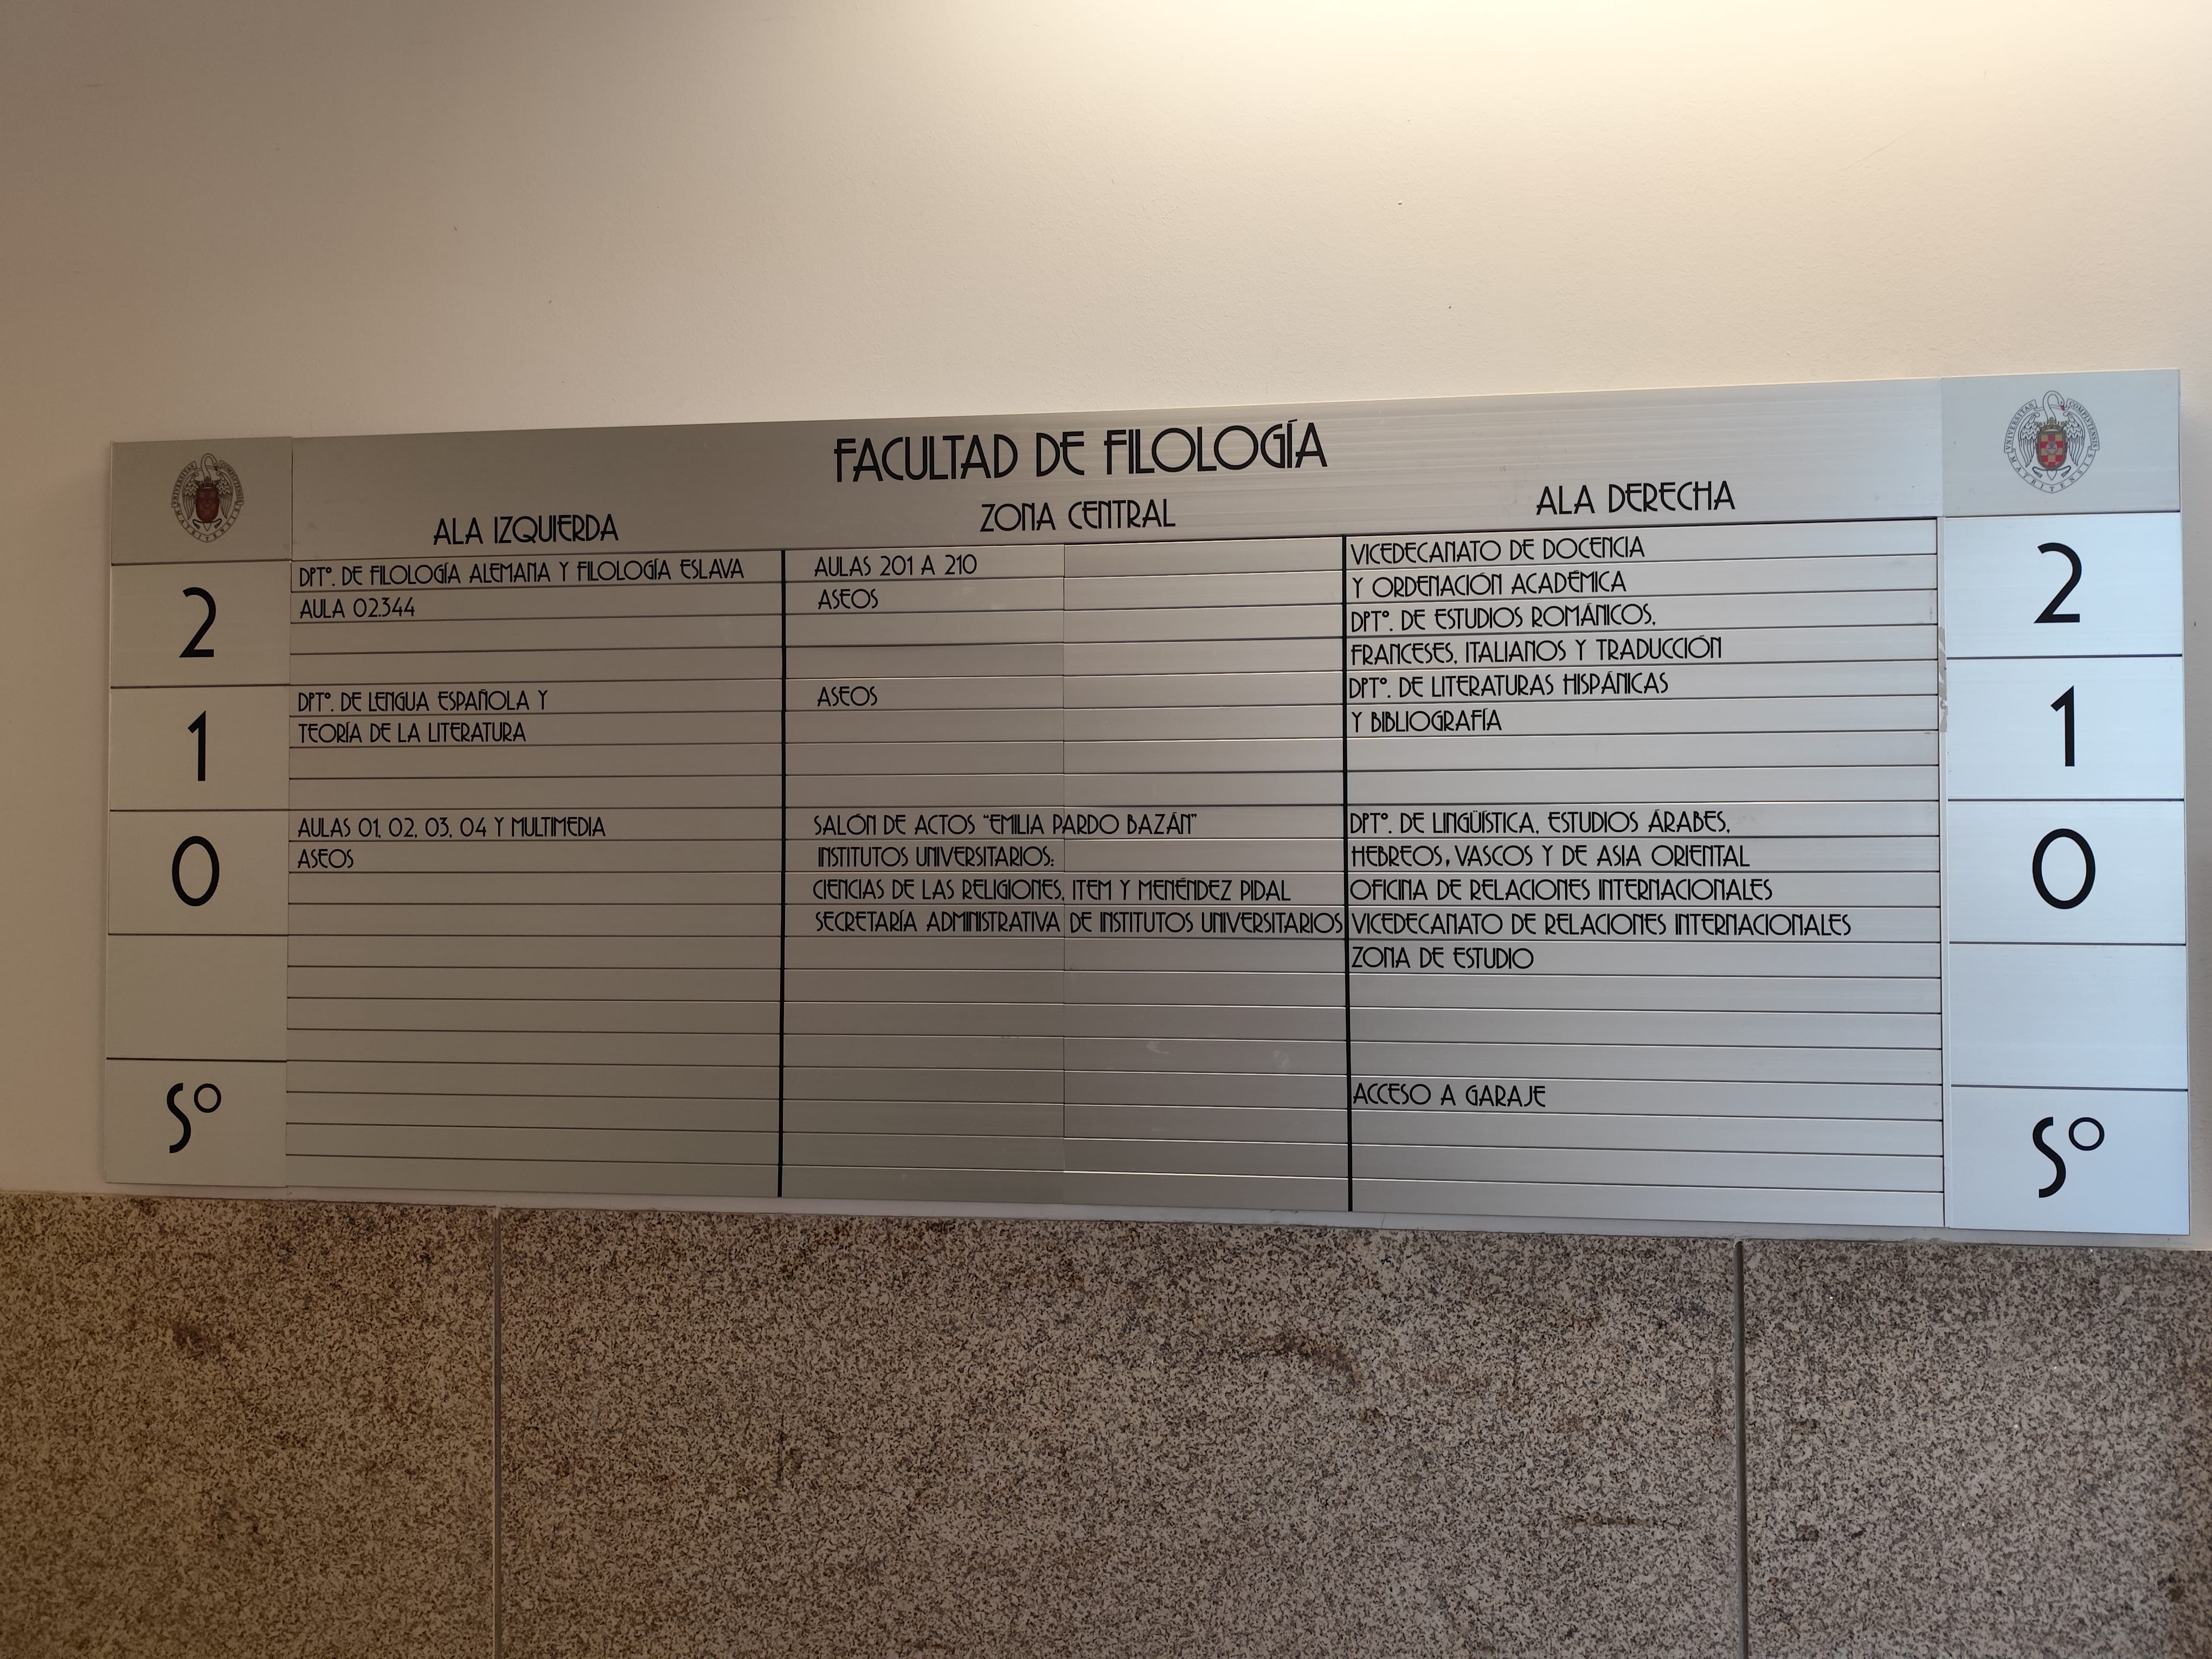 FACULTAD DE FILOLOGÍA
ALA IZQUIERDA
ZONA CENTRAL
ALA DERECHA
2
DPTº. DE FILOLOGÍA ALEMANA Y FILOLOGÍA ESLAVA
AULA 02.344
AULAS 201 A 210
ASEOS
VICEDECANATO DE DOCENCIA
Y ORDENACIÓN ACADÉMICA
DPTº. DE ESTUDIOS ROMÁNICOS,
FRANCESES, ITALIANOS Y TRADUCCIÓN
2
1
DPTº. DE LENGUA ESPAÑOLA Y
TEORÍA DE LA LITERATURA
ASEOS
DPTº. DE LITERATURAS HISPÁNICAS
Y BIBLIOGRAFÍA
1
0
AULAS 01, 02, 03, 04 Y MULTIMEDIA
ASEOS
SALÓN DE ACTOS “EMILIA PARDO BAZÁN”
INSTITUTOS UNIVERSITARIOS:
CIENCIAS DE LAS RELIGIONES, ITEM Y MENÉNDEZ PIDAL
SECRETARÍA ADMINISTRATIVA DE INSTITUTOS UNIVERSITARIOS
DPTº. DE LINGÜÍSTICA, ESTUDIOS ÁRABES,
HEBREOS, VASCOS Y DE ASIA ORIENTAL
OFICINA DE RELACIONES INTERNACIONALES
VICEDECANATO DE RELACIONES INTERNACIONALES
ZONA DE ESTUDIO
0
Sº
ACCESO A GARAJE
Sº